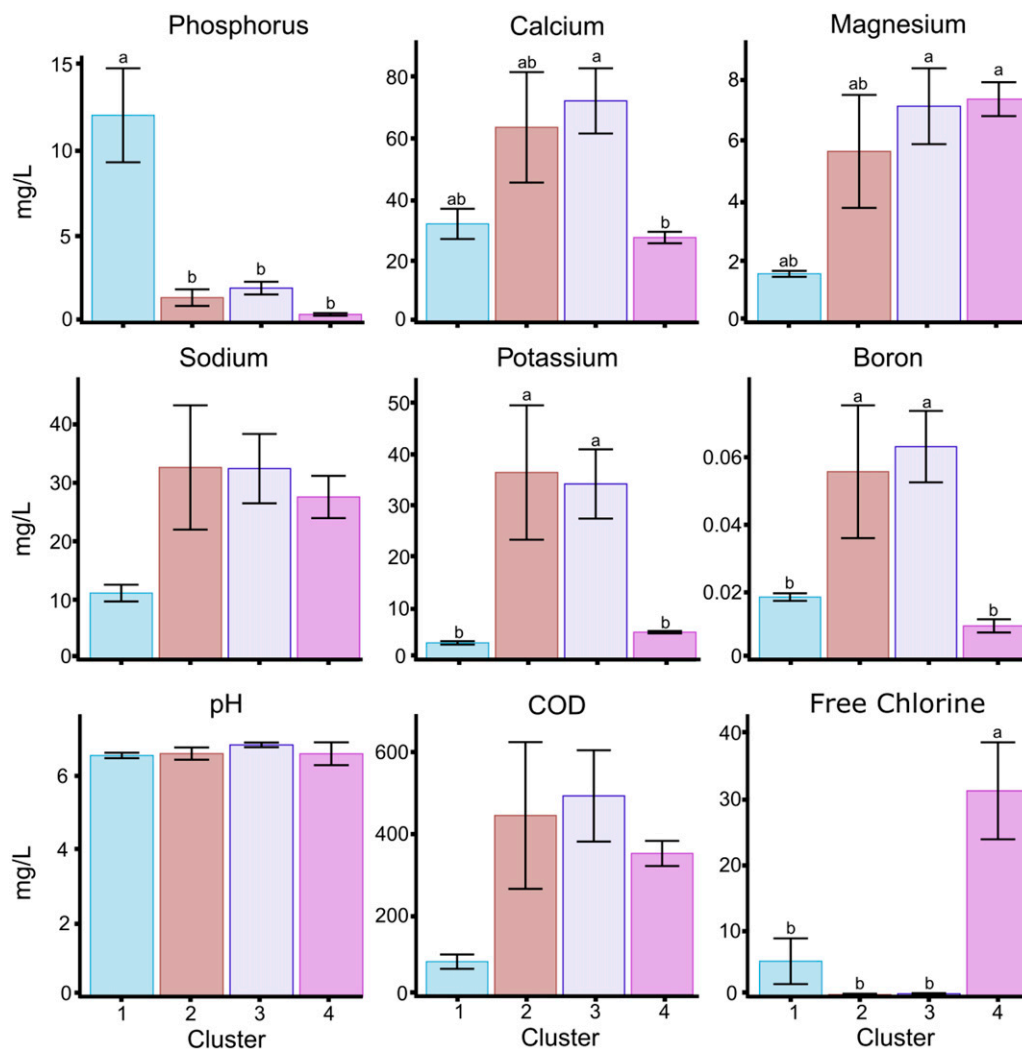 Phosphorus
mg/L
15
10
5
0
a
b
b
b
Calcium
80
60
40
20
0
ab
ab
a
b
Magnesium
8
6
4
2
0
ab
ab
a
a
Sodium
mg/L
40
30
20
10
0
Potassium
50
40
30
20
10
0
b
a
a
b
Boron
0.06
0.04
0.02
0
b
a
a
b
pH
mg/L
6
4
2
0
1 2 3 4
Cluster
COD
600
400
200
0
1 2 3 4
Cluster
Free Chlorine
40
30
20
10
0
b
b
b
a
1 2 3 4
Cluster